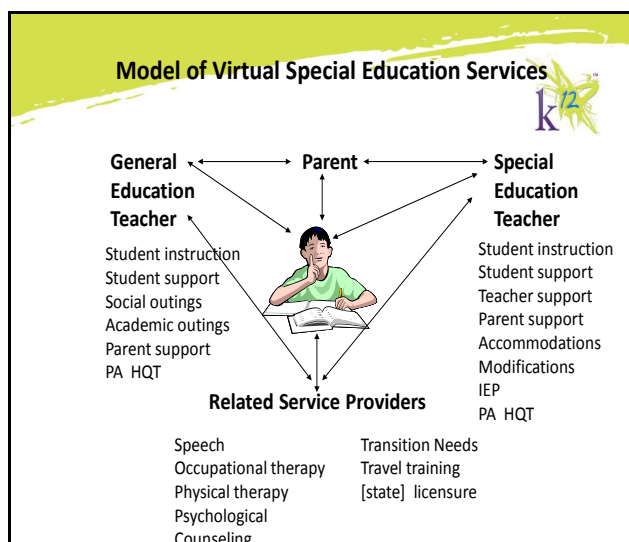 Model of Virtual Special Education Services
k12
™
General
Education
Teacher
Parent
Special
Education
Teacher
Student instruction
Student support
Social outings
Academic outings
Parent support
PA HQT
Student instruction
Student support
Teacher support
Parent support
Accommodations
Modifications
IEP
PA HQT
Related Service Providers
Speech
Occupational therapy
Physical therapy
Psychological
Counseling
Transition Needs
Travel training
[state] licensure